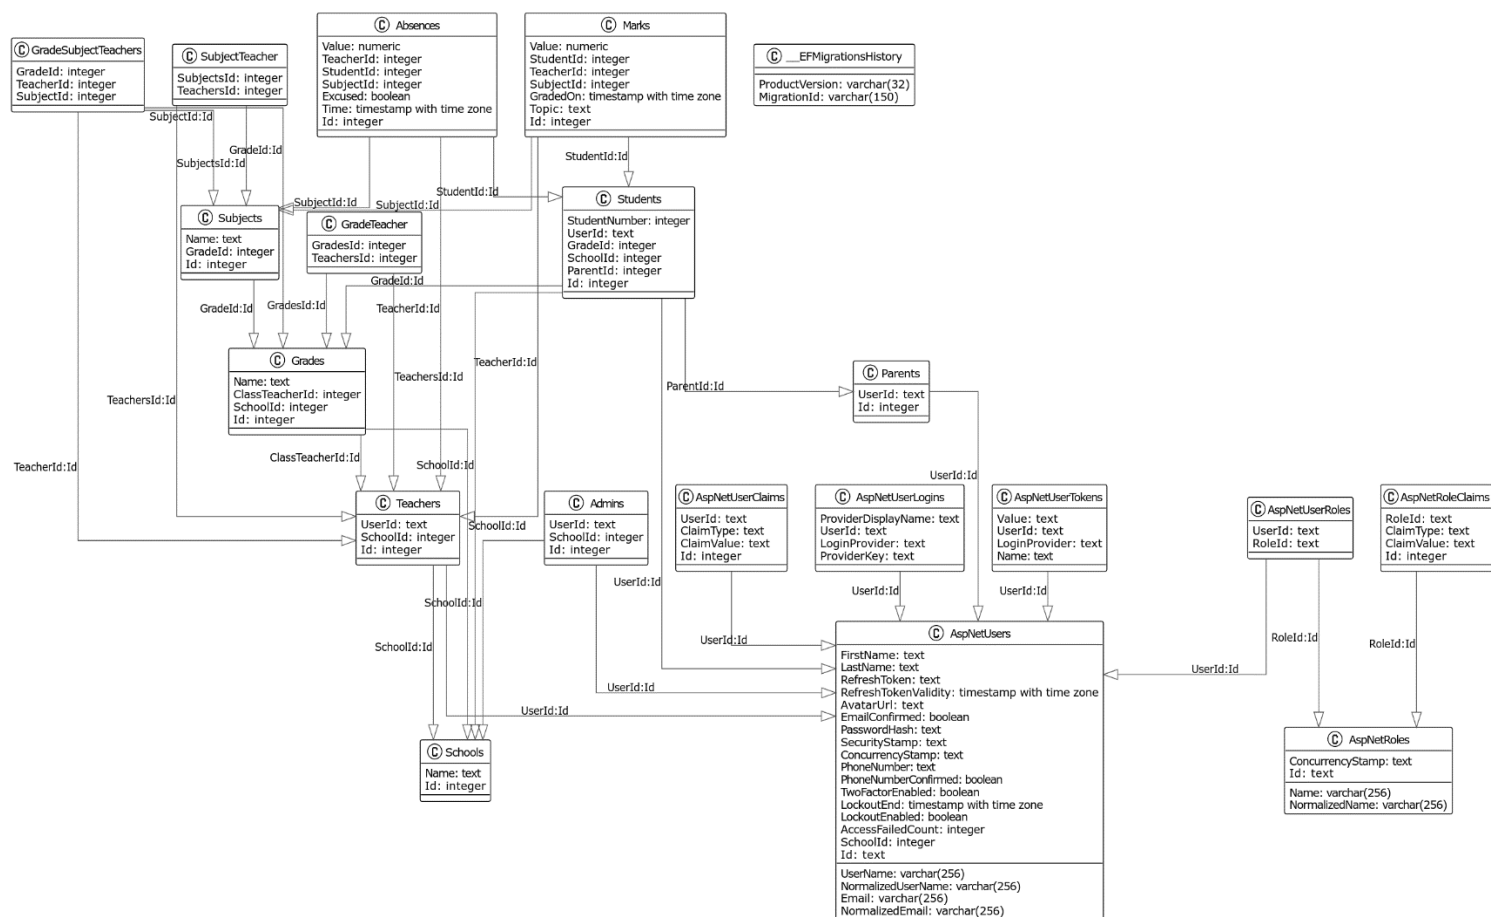 GradeSubjectTeachers
GradeId: integer
TeacherId: integer
SubjectId: integer
SubjectTeacher
SubjectsId: integer
TeachersId: integer
Absences
Value: numeric
TeacherId: integer
StudentId: integer
SubjectId: integer
Excused: boolean
Time: timestamp with time zone
Id: integer
Marks
Value: numeric
StudentId: integer
TeacherId: integer
SubjectId: integer
GradedOn: timestamp with time zone
Topic: text
Id: integer
__EFMigrationsHistory
ProductVersion: varchar(32)
MigrationId: varchar(150)
SubjectId:Id
GradeId:Id
SubjectsId:Id
StudentId:Id
StudentId:Id
SubjectId:Id
SubjectId:Id
Subjects
Name: text
GradeId: integer
Id: integer
GradeTeacher
GradesId: integer
TeachersId: integer
Students
StudentNumber: integer
UserId: text
GradeId: integer
SchoolId: integer
ParentId: integer
Id: integer
GradeId:Id
GradeId:Id
GradesId:Id
TeacherId:Id
Grades
Name: text
ClassTeacherId: integer
SchoolId: integer
Id: integer
TeacherId:Id
TeachersId:Id
TeachersId:Id
ParentId:Id
Parents
UserId: text
Id: integer
TeacherId:Id
ClassTeacherId:Id
SchoolId:Id
UserId:Id
Teachers
UserId: text
SchoolId: integer
Id: integer
SchoolId:Id
Admins
UserId: text
SchoolId: integer
Id: integer
AspNetUserClaims
UserId: text
ClaimType: text
ClaimValue: text
Id: integer
AspNetUserLogins
ProviderDisplayName: text
UserId: text
LoginProvider: text
ProviderKey: text
AspNetUserTokens
Value: text
UserId: text
LoginProvider: text
Name: text
AspNetUserRoles
UserId: text
RoleId: text
AspNetRoleClaims
RoleId: text
ClaimType: text
ClaimValue: text
Id: integer
UserId:Id
SchoolId:Id
UserId:Id
UserId:Id
SchoolId:Id
UserId:Id
RoleId:Id
RoleId:Id
UserId:Id
UserId:Id
UserId:Id
Schools
Name: text
Id: integer
AspNetUsers
FirstName: text
LastName: text
RefreshToken: text
RefreshTokenValidity: timestamp with time zone
AvatarUrl: text
EmailConfirmed: boolean
PasswordHash: text
SecurityStamp: text
ConcurrencyStamp: text
PhoneNumber: text
PhoneNumberConfirmed: boolean
TwoFactorEnabled: boolean
LockoutEnd: timestamp with time zone
LockoutEnabled: boolean
AccessFailedCount: integer
SchoolId: integer
Id: text
UserName: varchar(256)
NormalizedUserName: varchar(256)
Email: varchar(256)
NormalizedEmail: varchar(256)
AspNetRoles
ConcurrencyStamp: text
Id: text
Name: varchar(256)
NormalizedName: varchar(256)